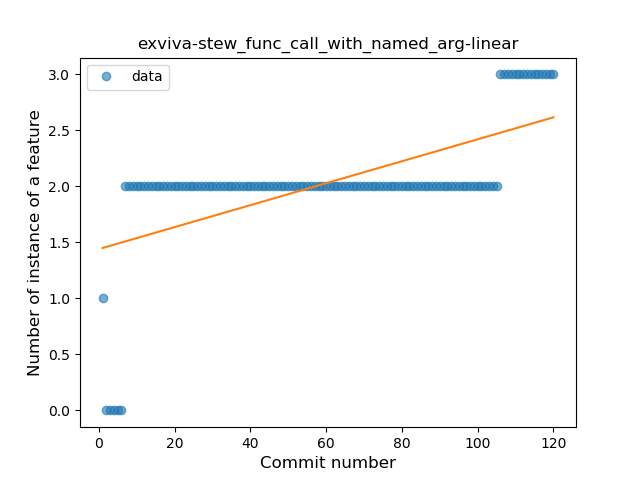 exviva-stew_func_call_with_named_arg-linear
data
Number of instance of a feature
3.0
2.5
2.0
1.5
1.0
0.5
0.0
0 20 40 60 80 100 120
Commit number